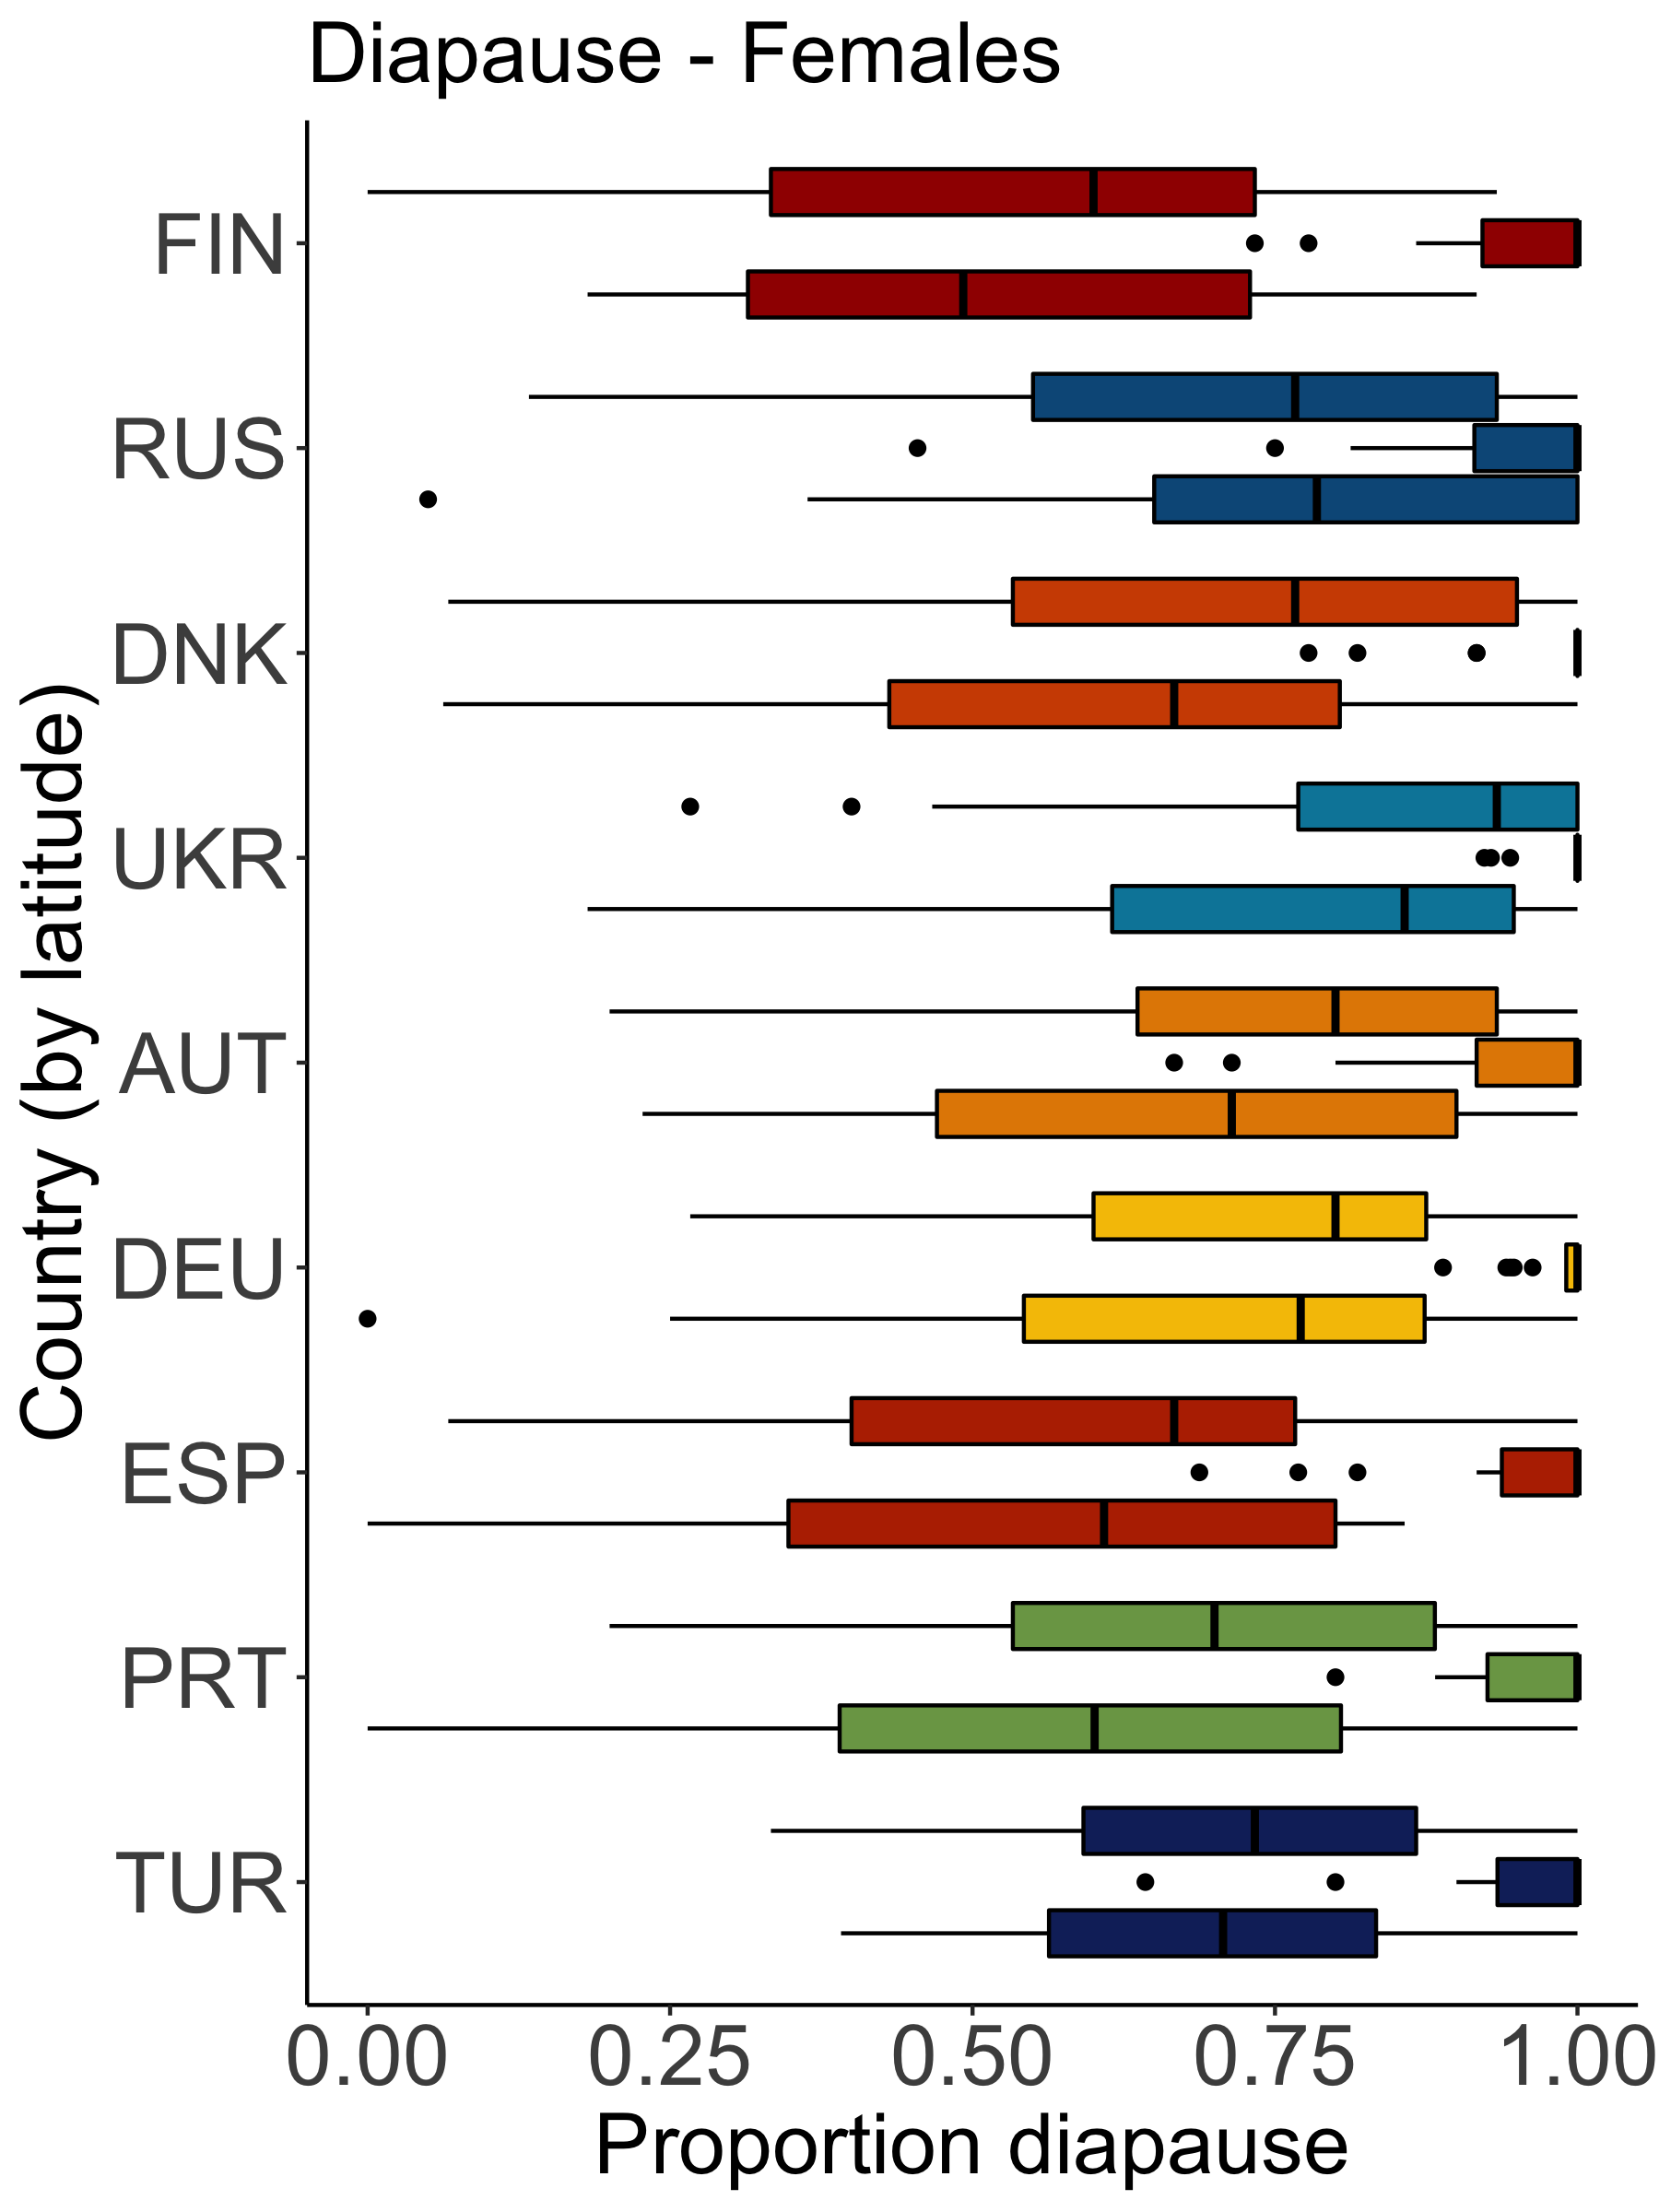 Diapause - Females
Country (by latitude)
FIN
RUS
DNK
UKR
AUT
DEU
ESP
PRT
TUR
0.00 0.25 0.50 0.75 1.00
Proportion diapause